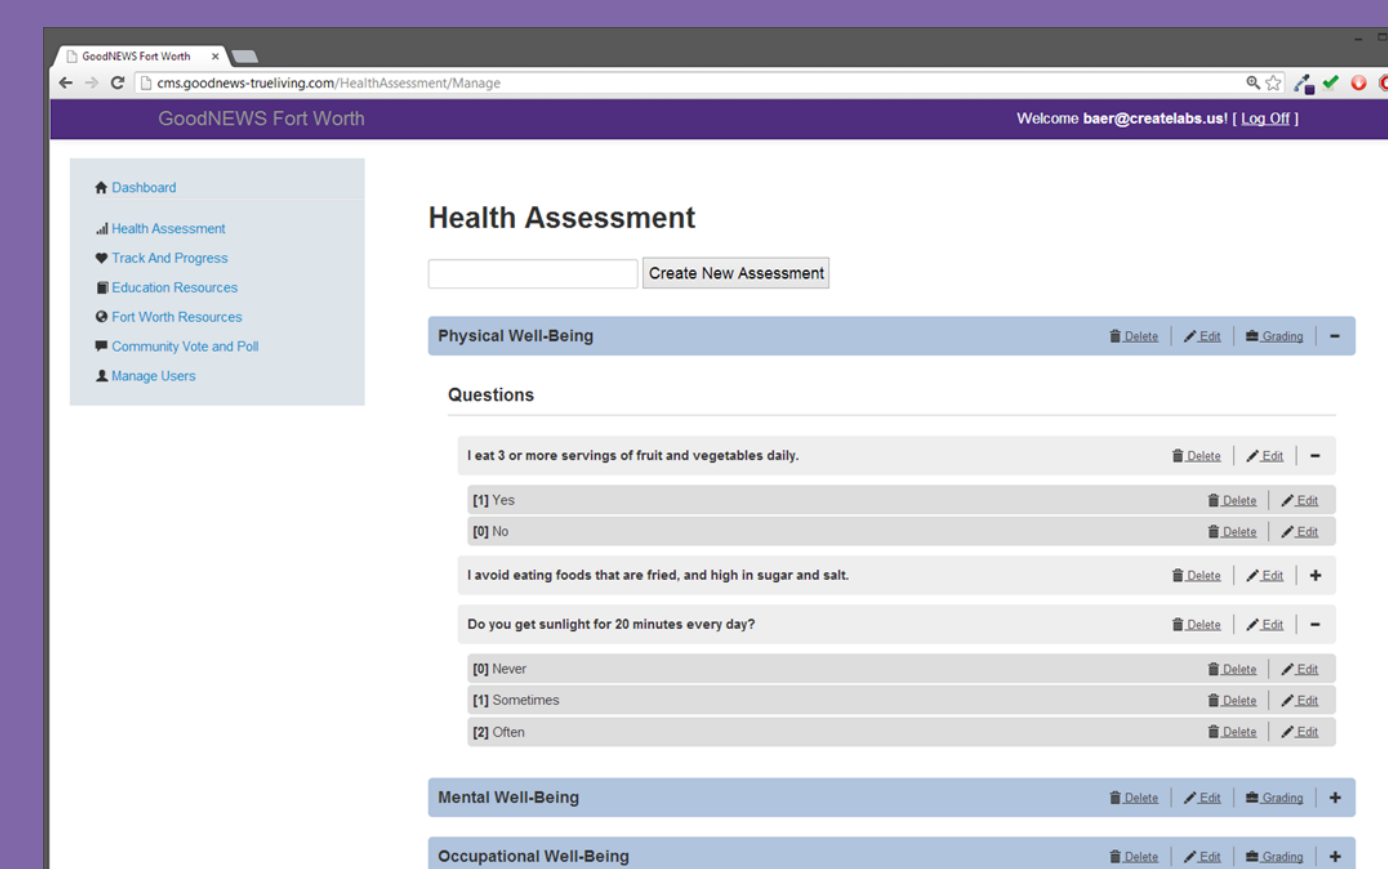 GoodNEWS Fort Worth
cms.goodnews-trueliving.com/HealthAssessment/Manage
GoodNEWS Fort Worth Welcome baer@createlabs.us! [ Log Off ]
Dashboard
Health Assessment
Track And Progress
Education Resources
Fort Worth Resources
Community Vote and Poll
Manage Users
Health Assessment
Create New Assessment
Physical Well-Being Delete Edit Grading
Questions
I eat 3 or more servings of fruit and vegetables daily. Delete Edit
[1] Yes Delete Edit
[0] No Delete Edit
I avoid eating foods that are fried, and high in sugar and salt. Delete Edit
Do you get sunlight for 20 minutes every day? Delete Edit
[0] Never Delete Edit
[1] Sometimes Delete Edit
[2] Often Delete Edit
Mental Well-Being Delete Edit Grading
Occupational Well-Being Delete Edit Grading